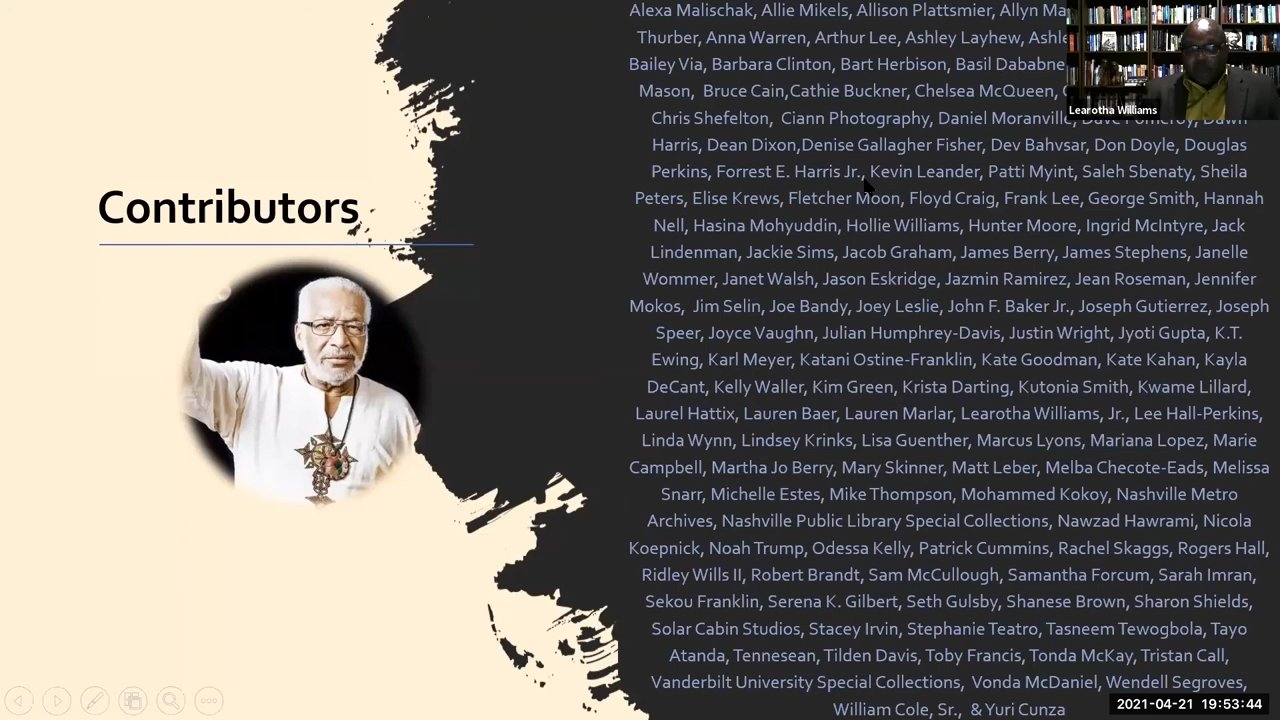 Contributors
Alexa Malischak, Allie Mikels, Allison Plattsmier, Allyn
Thurber, Anna Warren, Arthur Lee, Ashley Layhew,
Bailey Via, Barbara Clinton, Bart Herbison, Basil
Mason, Bruce Cain,Cathie Buckner, Chelsea McQueen,
Chris Shefelton, Ciann Photography, Daniel Moranville,
Harris, Dean Dixon,Denise Gallagher Fisher, Dev Bahvsar, Don Doyle, Douglas
Perkins, Forrest E. Harris Jr., Kevin Leander, Patti Myint, Saleh Sbenaty, Sheila
Peters, Elise Krews, Fletcher Moon, Floyd Craig, Frank Lee, George Smith, Hannah
Nell, Hasina Mohyuddin, Hollie Williams, Hunter Moore, Ingrid McIntyre, Jack
Lindenman, Jackie Sims, Jacob Graham, James Berry, James Stephens, Janelle
Wommer, Janet Walsh, Jason Eskridge, Jazmin Ramirez, Jean Roseman, Jennifer
Mokos, Jim Selin, Joe Bandy, Joey Leslie, John F. Baker Jr., Joseph Gutierrez, Joseph
Speer, Joyce Vaughn, Julian Humphrey-Davis, Justin Wright, Jyoti Gupta, K.T.
Ewing, Karl Meyer, Katani Ostine-Franklin, Kate Goodman, Kate Kahan, Kayla
DeCant, Kelly Waller, Kim Green, Krista Darting, Kutonia Smith, Kwame Lillard,
Laurel Hattix, Lauren Baer, Lauren Marlar, Learotha Williams, Jr., Lee Hall-Perkins,
Linda Wynn, Lindsey Krinks, Lisa Guenther, Marcus Lyons, Mariana Lopez, Marie
Campbell, Martha Jo Berry, Mary Skinner, Matt Leber, Melba Checote-Eads, Melissa
Snarr, Michelle Estes, Mike Thompson, Mohammed Kokoy, Nashville Metro
Archives, Nashville Public Library Special Collections, Nawzad Hawrami, Nicola
Koepnick, Noah Trump, Odessa Kelly, Patrick Cummins, Rachel Skaggs, Rogers Hall,
Ridley Wills II, Robert Brandt, Sam McCullough, Samantha Forcum, Sarah Imran,
Sekou Franklin, Serena K. Gilbert, Seth Gulsby, Shanese Brown, Sharon Shields,
Solar Cabin Studios, Stacey Irvin, Stephanie Tavera, Tasneem Tewogbola, Tayo
Atanda, Tennesean, Tilden Davis, Toby Francis, Tonda McKay, Tristan Call,
Vanderbilt University Special Collections, Yonda McDaniel, Wendell Segroves,
William Cole, Sr., & Yuri Cunza
Learotha Williams
2021-04-21 19:53:44